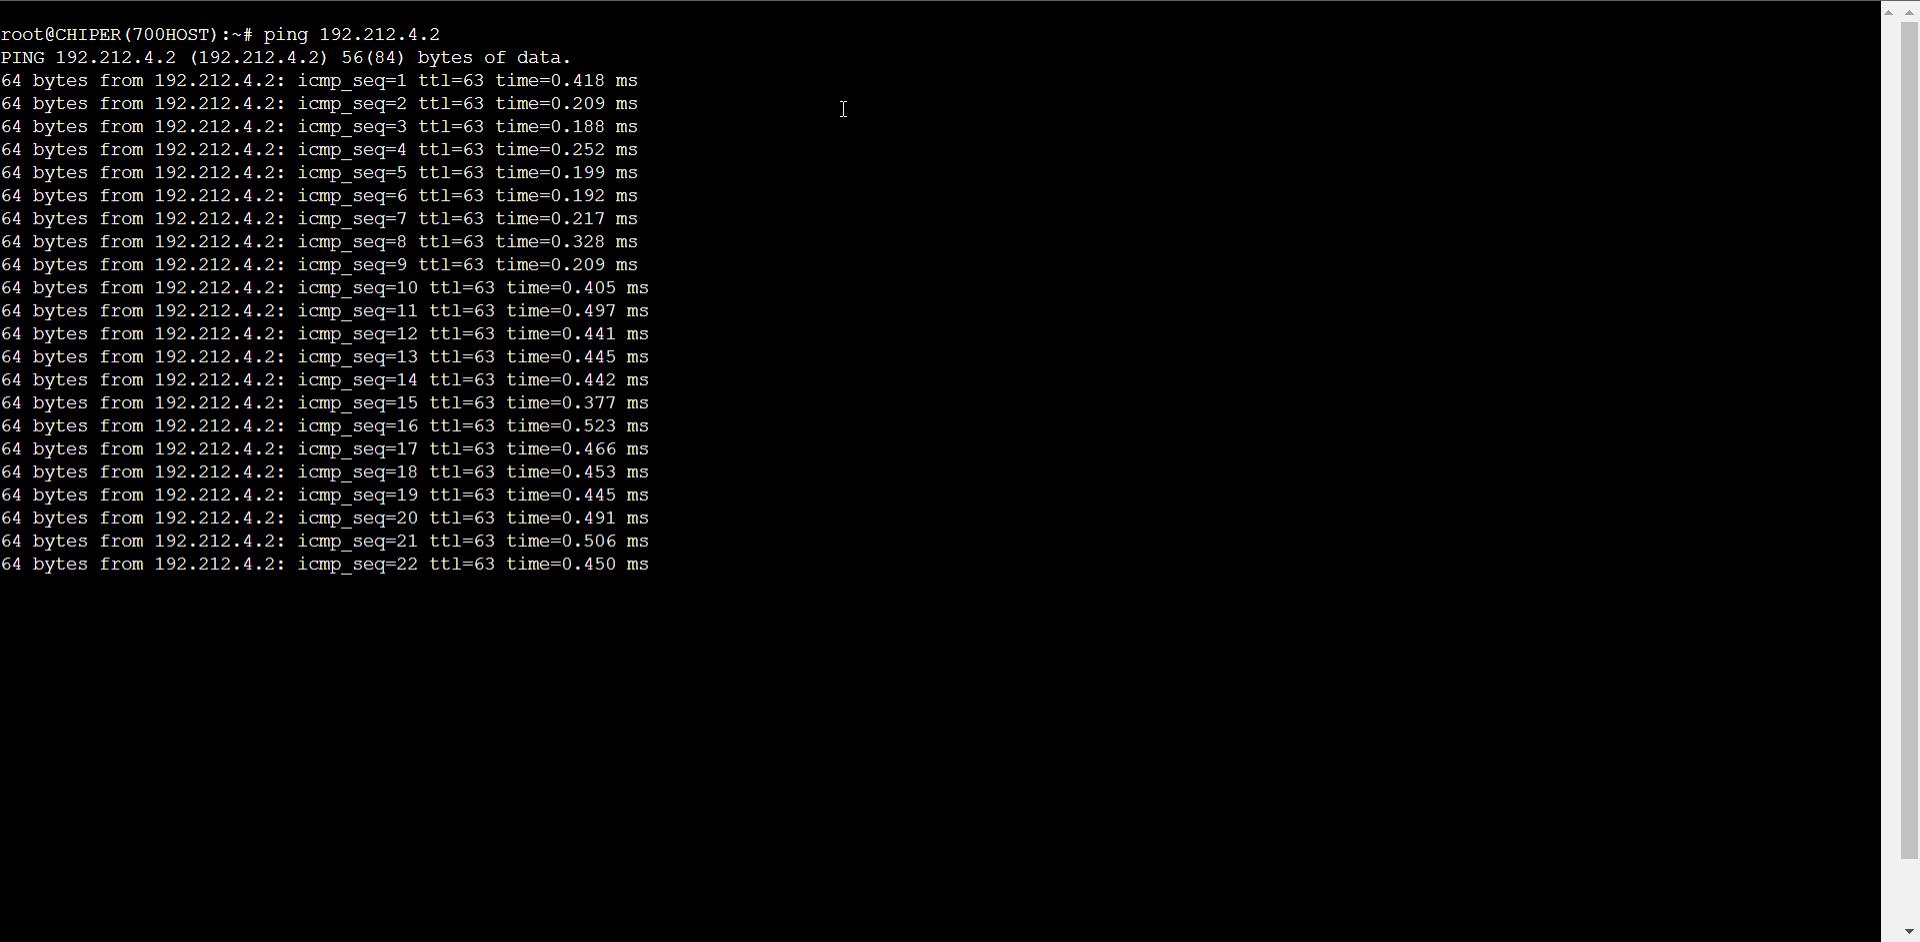 root@CHIPER(700HOST):~# ping 192.212.4.2
PING 192.212.4.2 (192.212.4.2) 56(84) bytes of data.
64 bytes from 192.212.4.2: icmp_seq=1 ttl=63 time=0.418 ms
64 bytes from 192.212.4.2: icmp_seq=2 ttl=63 time=0.209 ms
64 bytes from 192.212.4.2: icmp_seq=3 ttl=63 time=0.188 ms
64 bytes from 192.212.4.2: icmp_seq=4 ttl=63 time=0.252 ms
64 bytes from 192.212.4.2: icmp_seq=5 ttl=63 time=0.199 ms
64 bytes from 192.212.4.2: icmp_seq=6 ttl=63 time=0.192 ms
64 bytes from 192.212.4.2: icmp_seq=7 ttl=63 time=0.217 ms
64 bytes from 192.212.4.2: icmp_seq=8 ttl=63 time=0.328 ms
64 bytes from 192.212.4.2: icmp_seq=9 ttl=63 time=0.209 ms
64 bytes from 192.212.4.2: icmp_seq=10 ttl=63 time=0.405 ms
64 bytes from 192.212.4.2: icmp_seq=11 ttl=63 time=0.497 ms
64 bytes from 192.212.4.2: icmp_seq=12 ttl=63 time=0.441 ms
64 bytes from 192.212.4.2: icmp_seq=13 ttl=63 time=0.445 ms
64 bytes from 192.212.4.2: icmp_seq=14 ttl=63 time=0.442 ms
64 bytes from 192.212.4.2: icmp_seq=15 ttl=63 time=0.377 ms
64 bytes from 192.212.4.2: icmp_seq=16 ttl=63 time=0.523 ms
64 bytes from 192.212.4.2: icmp_seq=17 ttl=63 time=0.466 ms
64 bytes from 192.212.4.2: icmp_seq=18 ttl=63 time=0.453 ms
64 bytes from 192.212.4.2: icmp_seq=19 ttl=63 time=0.445 ms
64 bytes from 192.212.4.2: icmp_seq=20 ttl=63 time=0.491 ms
64 bytes from 192.212.4.2: icmp_seq=21 ttl=63 time=0.506 ms
64 bytes from 192.212.4.2: icmp_seq=22 ttl=63 time=0.450 ms